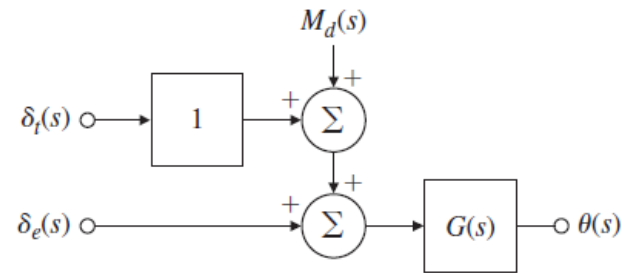 M_d(s)
+
δ_t(s) 1 + Σ
+
δ_e(s) + Σ G(s) θ(s)